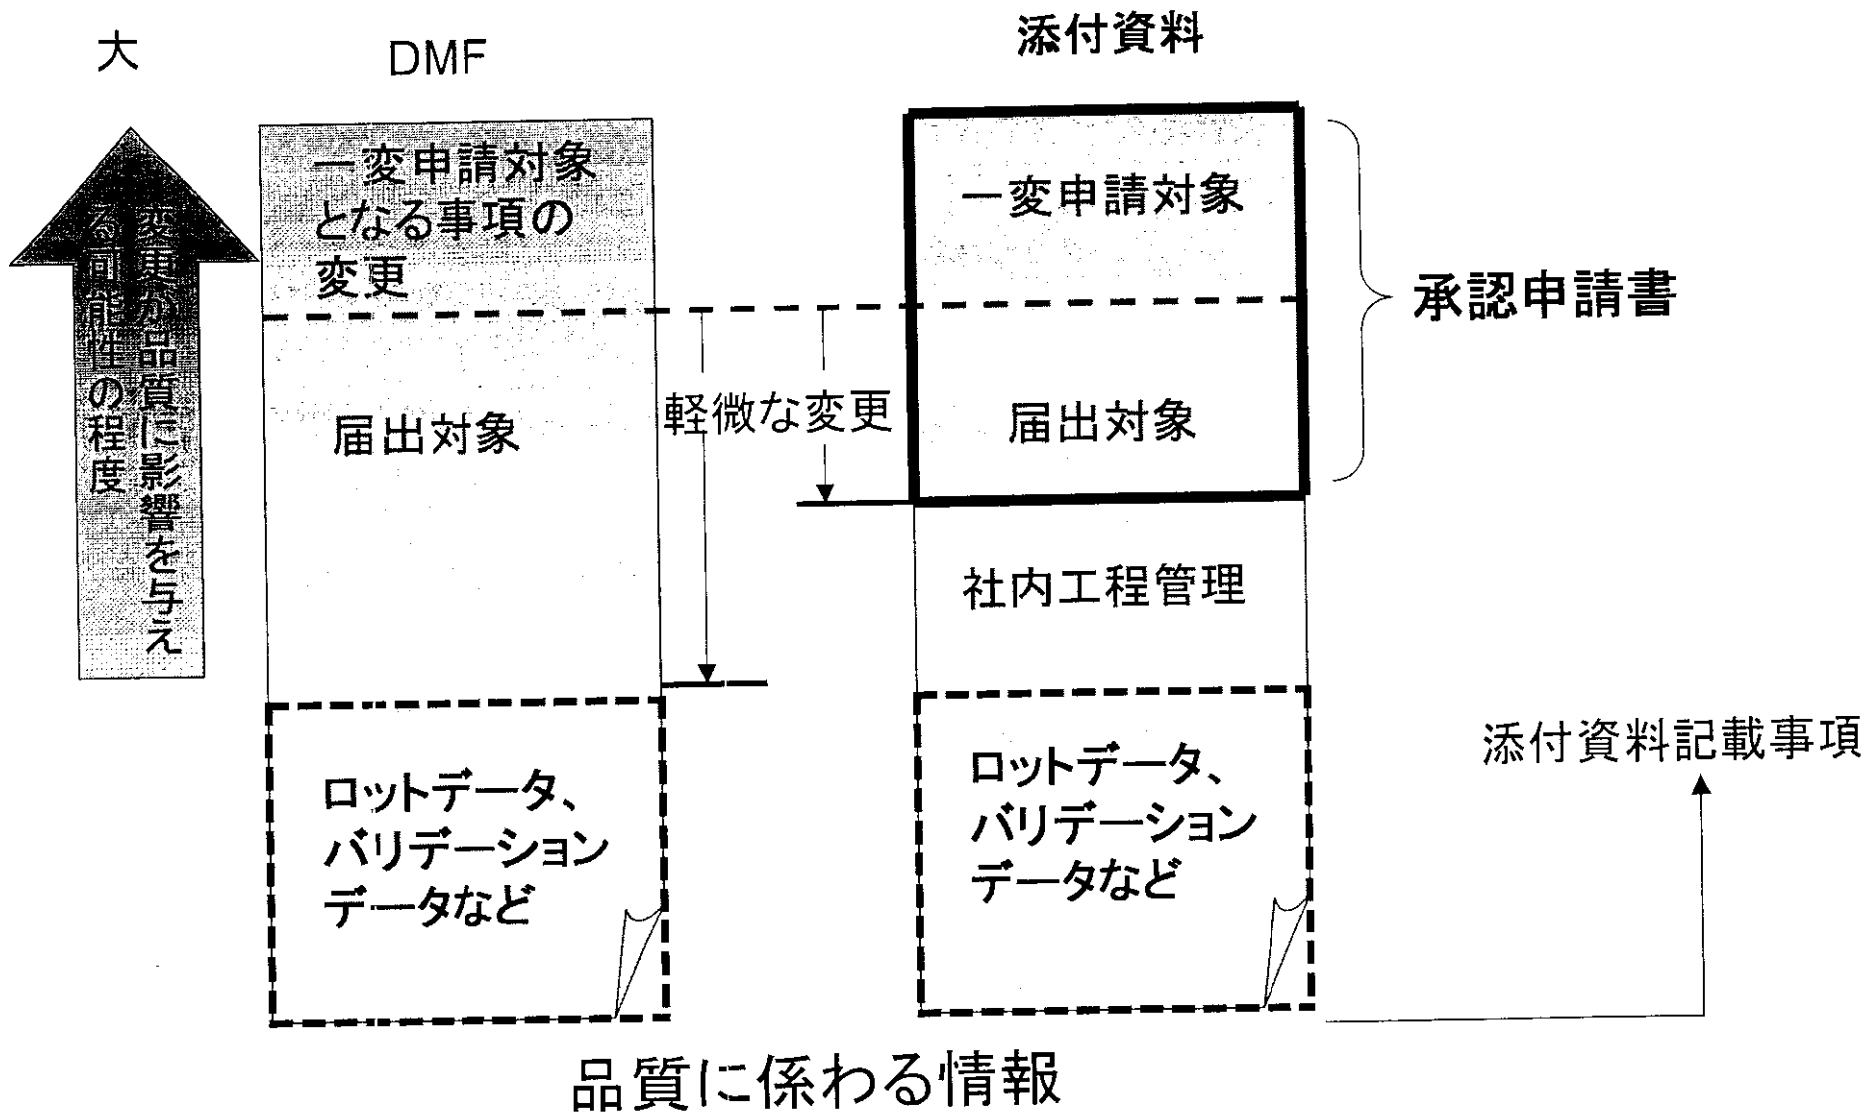 大
DMF
添付資料
変更が品質に影響を与え
る可能性の程度
一変申請対象
となる事項の
変更
一変申請対象
承認申請書
届出対象
軽微な変更
届出対象
社内工程管理
添付資料記載事項
ロットデータ、
バリデーション
データなど
ロットデータ、
バリデーション
データなど
品質に係わる情報